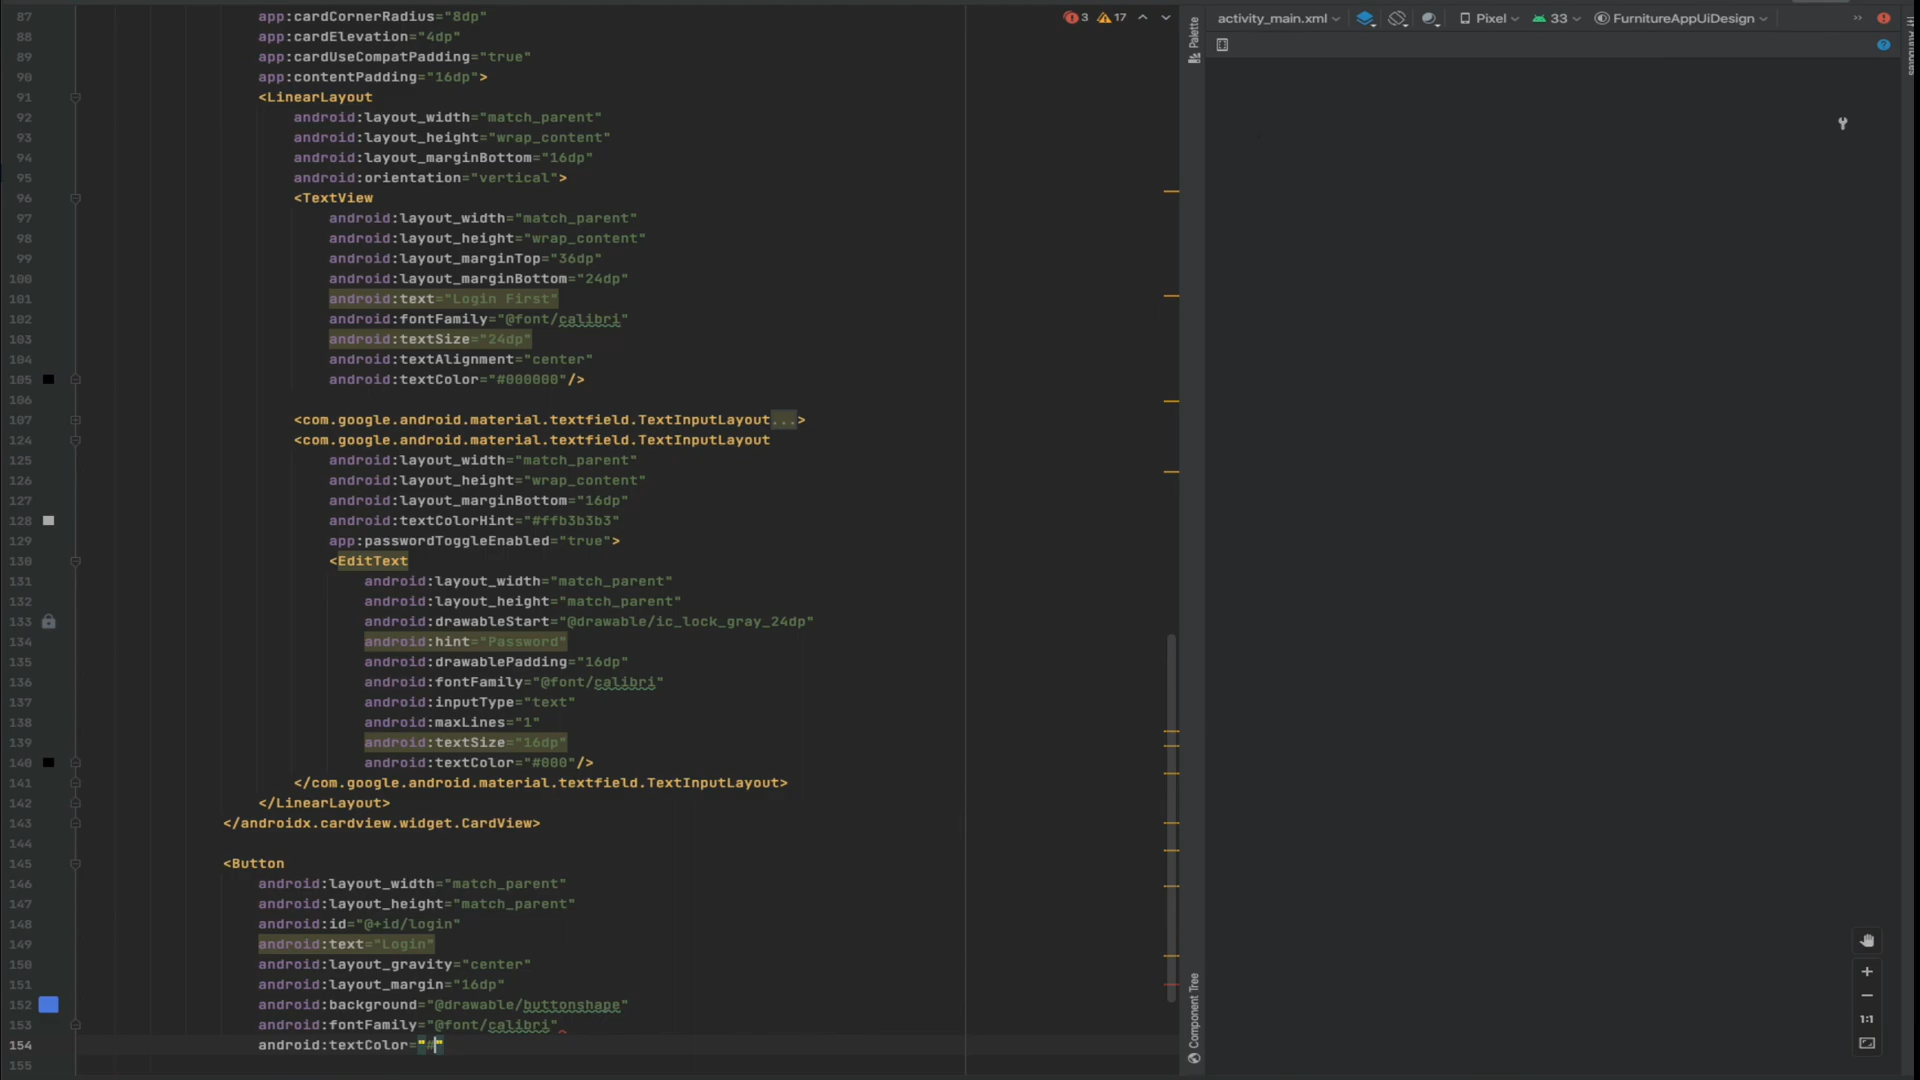 87 app:cardCornerRadius="8dp"
88 app:cardElevation="4dp"
89 app:cardUseCompatPadding="true"
90 app:contentPadding="16dp">
91 <LinearLayout
92 android:layout_width="match_parent"
93 android:layout_height="wrap_content"
94 android:layout_marginBottom="16dp"
95 android:orientation="vertical">
96 <TextView
97 android:layout_width="match_parent"
98 android:layout_height="wrap_content"
99 android:layout_marginTop="36dp"
100 android:layout_marginBottom="24dp"
101 android:text="Login First"
102 android:fontFamily="@font/calibri"
103 android:textSize="24dp"
104 android:textAlignment="center"
105 android:textColor="#000000"/>
106
107 <com.google.android.material.textfield.TextInputLayout...>
124 <com.google.android.material.textfield.TextInputLayout
125 android:layout_width="match_parent"
126 android:layout_height="wrap_content"
127 android:layout_marginBottom="16dp"
128 android:textColorHint="#ffb3b3b3"
129 app:passwordToggleEnabled="true">
130 <EditText
131 android:layout_width="match_parent"
132 android:layout_height="match_parent"
133 android:drawableStart="@drawable/ic_lock_gray_24dp"
134 android:hint="Password"
135 android:drawablePadding="16dp"
136 android:fontFamily="@font/calibri"
137 android:inputType="text"
138 android:maxLines="1"
139 android:textSize="16dp"
140 android:textColor="#000"/>
141 </com.google.android.material.textfield.TextInputLayout>
142 </LinearLayout>
143 </androidx.cardview.widget.CardView>
144
145 <Button
146 android:layout_width="match_parent"
147 android:layout_height="match_parent"
148 android:id="@+id/login"
149 android:text="Login"
150 android:layout_gravity="center"
151 android:layout_margin="16dp"
152 android:background="@drawable/buttonshape"
153 android:fontFamily="@font/calibri"
154 android:textColor="#"
155
3 17
Palette
Component Tree
activity_main.xml Pixel 33 FurnitureAppUiDesign
1:1